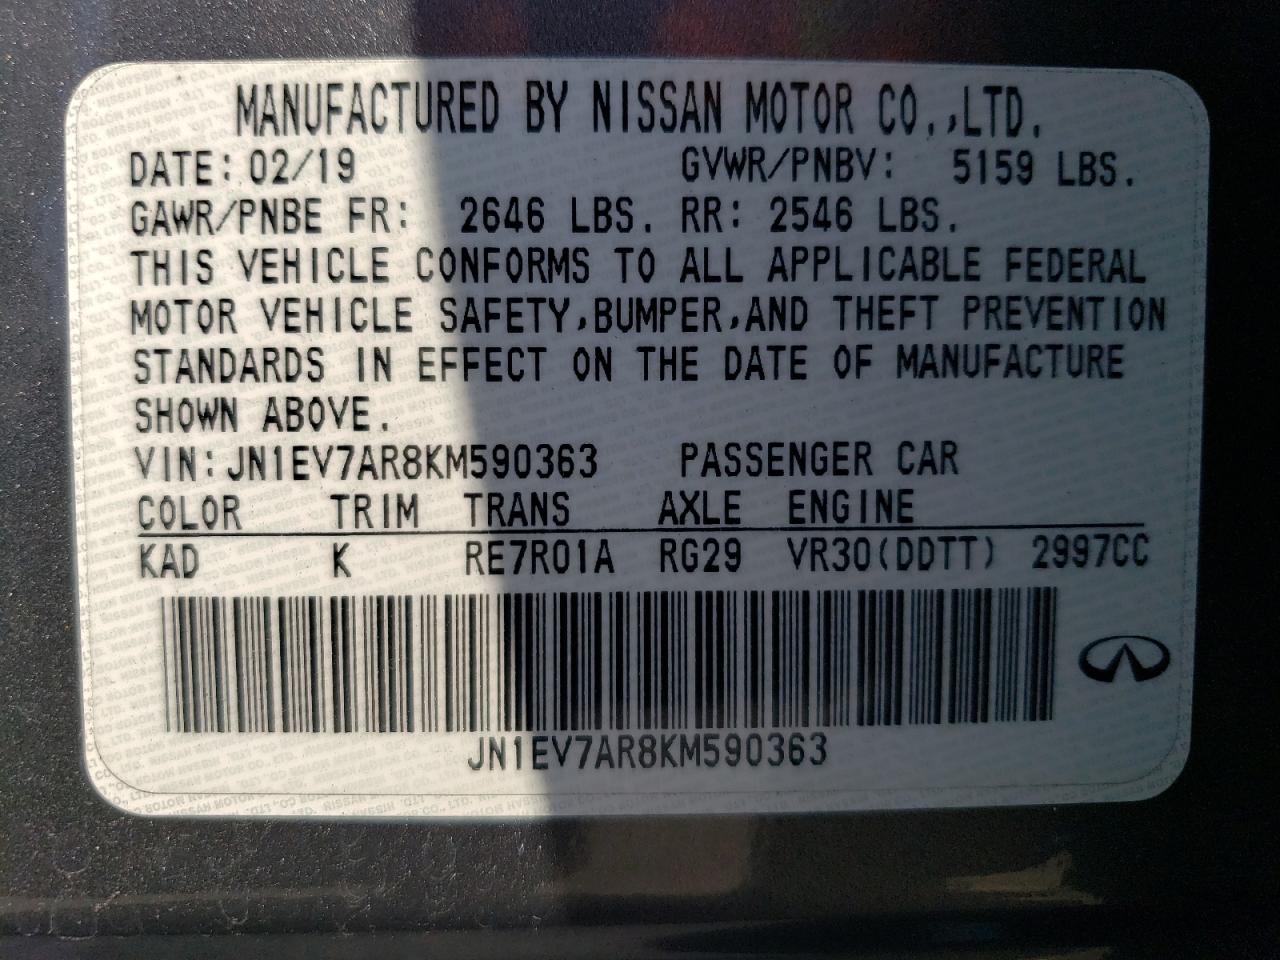 MANUFACTURED BY NISSAN MOTOR CO.,LTD.
DATE: 02/19 GVWR/PNBV: 5159 LBS.
GAWR/PNBE FR: 2646 LBS. RR: 2546 LBS.
THIS VEHICLE CONFORMS TO ALL APPLICABLE FEDERAL
MOTOR VEHICLE SAFETY,BUMPER,AND THEFT PREVENTION
STANDARDS IN EFFECT ON THE DATE OF MANUFACTURE
SHOWN ABOVE.
VIN:JN1EV7AR8KM590363 PASSENGER CAR
COLOR TRIM TRANS AXLE ENGINE
KAD K RE7R01A RG29 VR30(DDTT) 2997CC
JN1EV7AR8KM590363